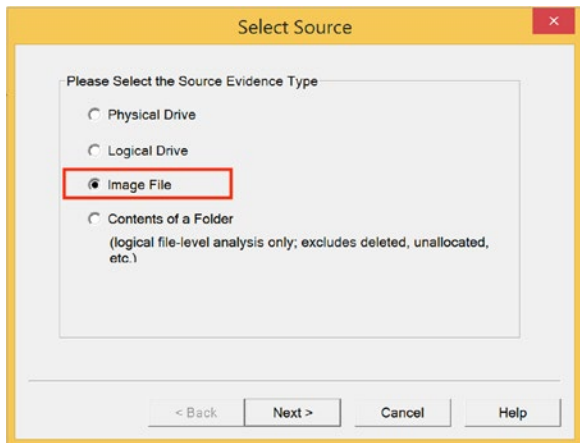 Select Source
×
Please Select the Source Evidence Type
Physical Drive
Logical Drive
Image File
Contents of a Folder
(logical file-level analysis only; excludes deleted, unallocated,
etc.)
< Back Next > Cancel Help